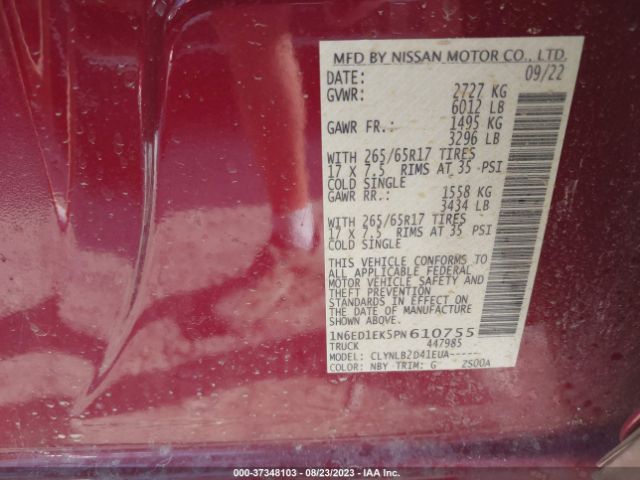 MFD BY NISSAN MOTOR CO., LTD.
DATE: 09/22
GVWR: 2727 KG
6012 LB
GAWR FR.: 1495 KG
3296 LB
WITH 265/65R17 TIRES
17 X 7.5 RIMS AT 35 PSI
COLD SINGLE
GAWR RR.: 1558 KG
3434 LB
WITH 265/65R17 TIRES
17 X 7.5 RIMS AT 35 PSI
COLD SINGLE
THIS VEHICLE CONFORMS TO
ALL APPLICABLE FEDERAL
MOTOR VEHICLE SAFETY AND
THEFT PREVENTION
STANDARDS IN EFFECT ON
THE DATE OF MANUFACTURE
SHOWN ABOVE.
1N6ED1EK5PN610755
TRUCK 447985
MODEL: CLYNLB2D41EUA-----
COLOR: NBY TRIM: G ZS00A
000-37348103 - 08/23/2023 - IAA Inc.